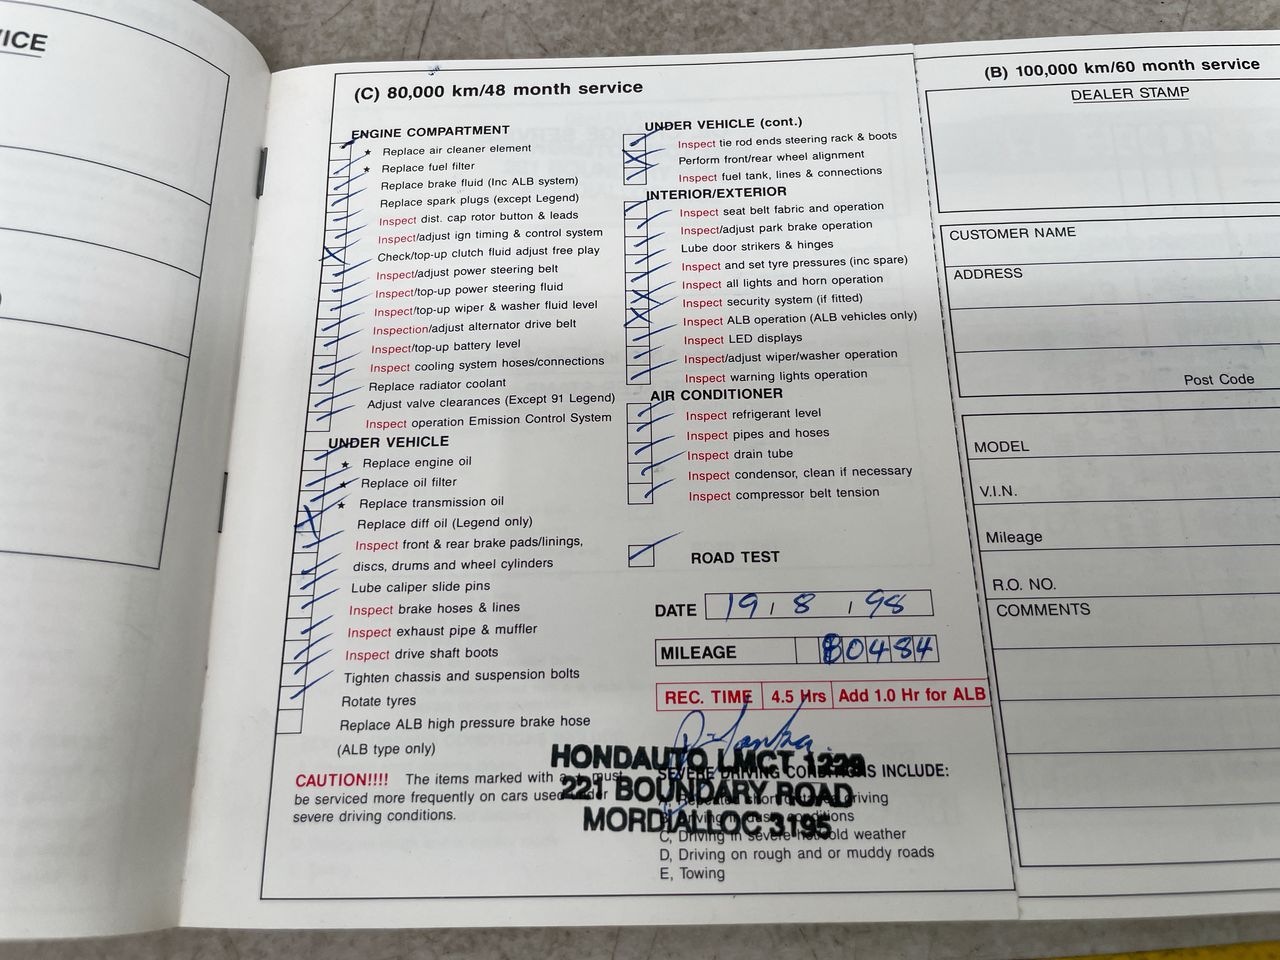 ICE
(C) 80,000 km/48 month service
ENGINE COMPARTMENT
★ Replace air cleaner element
★ Replace fuel filter
Replace brake fluid (Inc ALB system)
Replace spark plugs (except Legend)
Inspect dist. cap rotor button & leads
Inspect/adjust ign timing & control system
Check/top-up clutch fluid adjust free play
Inspect/adjust power steering belt
Inspect/top-up power steering fluid
Inspect/top-up wiper & washer fluid level
Inspection/adjust alternator drive belt
Inspect/top-up battery level
Inspect cooling system hoses/connections
Replace radiator coolant
Adjust valve clearances (Except 91 Legend)
Inspect operation Emission Control System
UNDER VEHICLE
★ Replace engine oil
★ Replace oil filter
★ Replace transmission oil
Replace diff oil (Legend only)
Inspect front & rear brake pads/linings,
discs, drums and wheel cylinders
Lube caliper slide pins
Inspect brake hoses & lines
Inspect exhaust pipe & muffler
Inspect drive shaft boots
Tighten chassis and suspension bolts
Rotate tyres
Replace ALB high pressure brake hose
(ALB type only)
CAUTION!!!! The items marked with a ★ must
be serviced more frequently on cars used under
severe driving conditions.
UNDER VEHICLE (cont.)
Inspect tie rod ends steering rack & boots
Perform front/rear wheel alignment
Inspect fuel tank, lines & connections
INTERIOR/EXTERIOR
Inspect seat belt fabric and operation
Inspect/adjust park brake operation
Lube door strikers & hinges
Inspect and set tyre pressures (inc spare)
Inspect all lights and horn operation
Inspect security system (if fitted)
Inspect ALB operation (ALB vehicles only)
Inspect LED displays
Inspect/adjust wiper/washer operation
Inspect warning lights operation
AIR CONDITIONER
Inspect refrigerant level
Inspect pipes and hoses
Inspect drain tube
Inspect condensor, clean if necessary
Inspect compressor belt tension
ROAD TEST
DATE 19 / 8 / 98
MILEAGE 80484
REC. TIME 4.5 Hrs Add 1.0 Hr for ALB
HONDAUTO LMCT 1229
221 BOUNDARY ROAD
MORDIALLOC 3195
SEVERE DRIVING CONDITIONS INCLUDE:
A, Repeated short distance driving
B, Driving in dusty conditions
C, Driving in severe hot/cold weather
D, Driving on rough and or muddy roads
E, Towing
(B) 100,000 km/60 month service
DEALER STAMP
CUSTOMER NAME
ADDRESS
Post Code
MODEL
V.I.N.
Mileage
R.O. NO.
COMMENTS